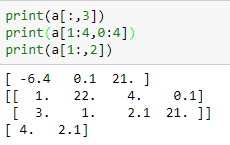 print(a[:,3])
print(a[1:4,0:4])
print(a[1:,2])
[ -6.4   0.1  21. ]
[[  1.   22.    4.    0.1]
 [  3.    1.    2.1  21. ]]
[ 4.   2.1]